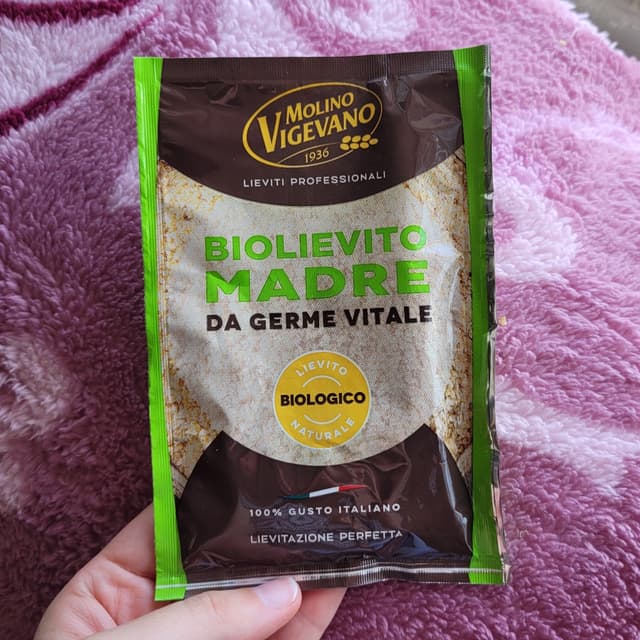 MOLINO
VIGEVANO
1936
LIEVITI PROFESSIONALI
BIOLIEVITO
MADRE
DA GERME VITALE
LIEVITO
BIOLOGICO
NATURALE
100% GUSTO ITALIANO
LIEVITAZIONE PERFETTA